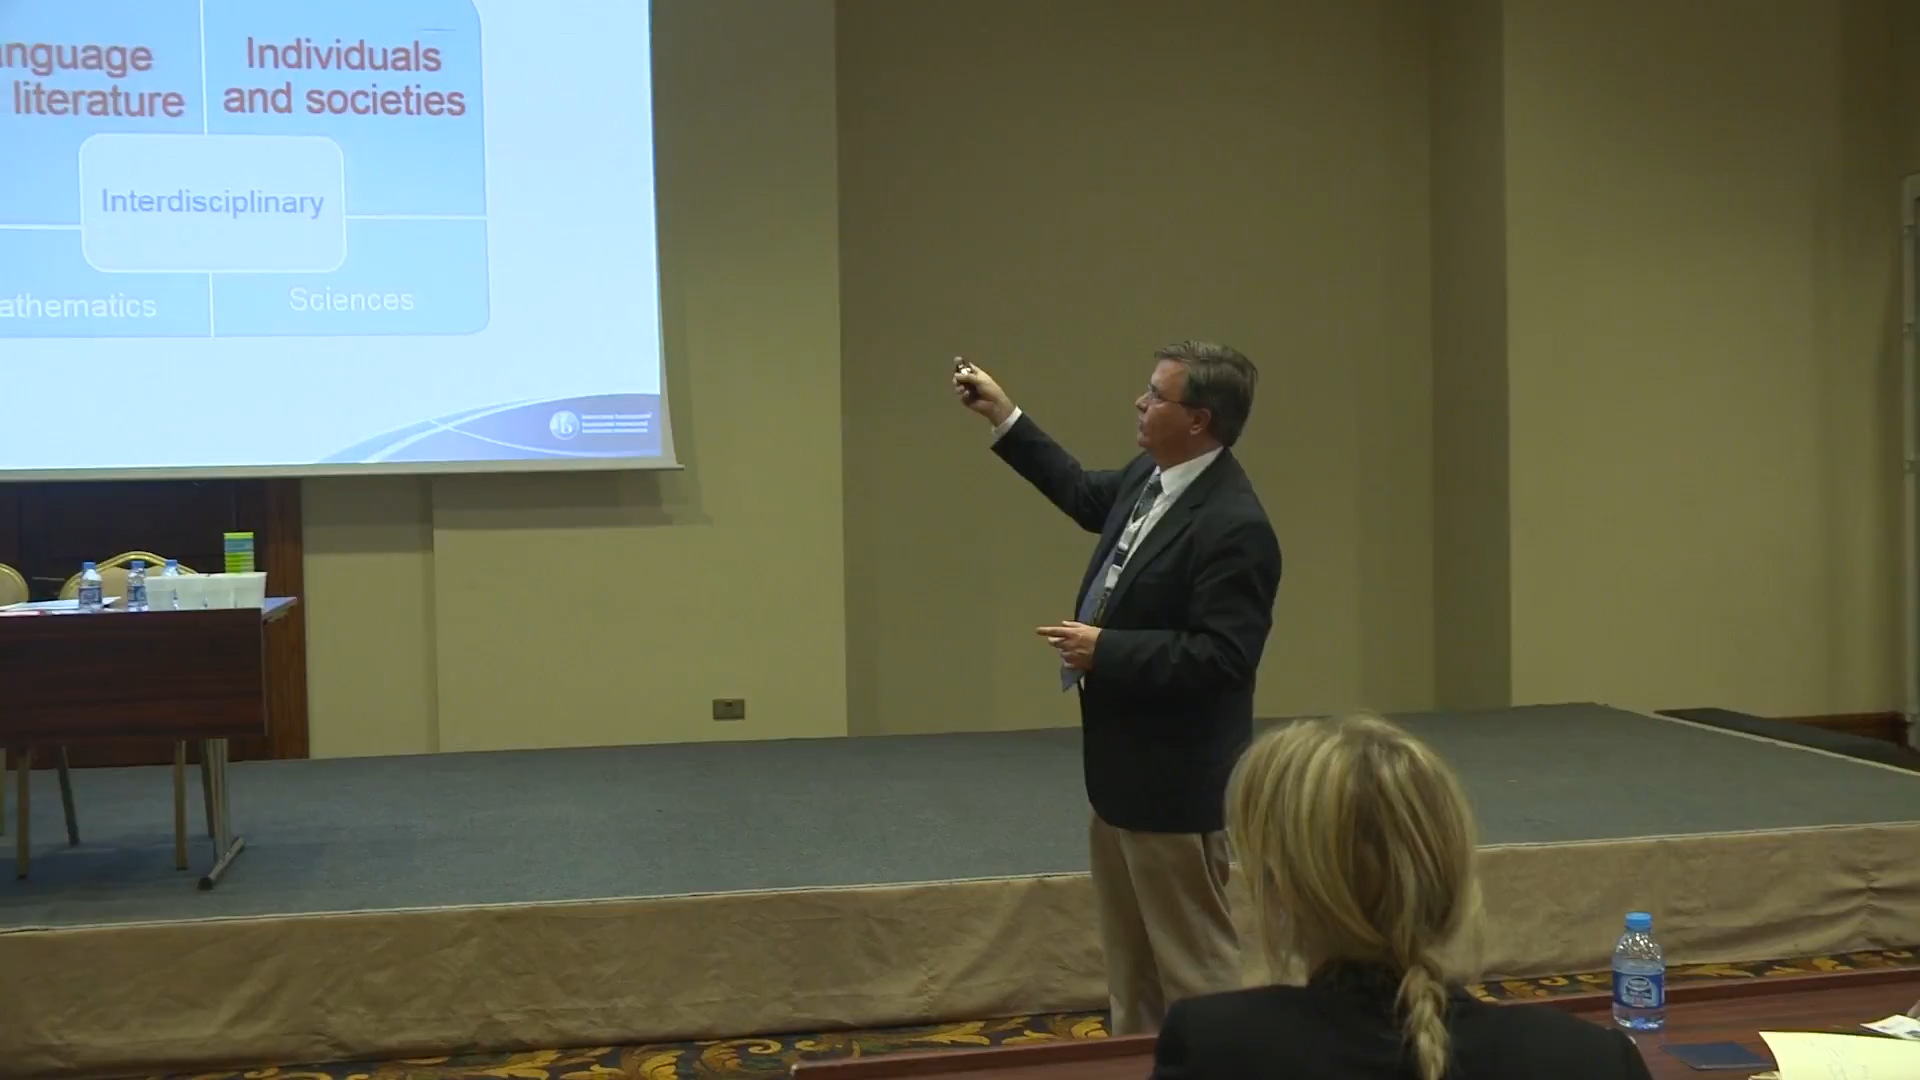 nguage
literature
Individuals
and societies
Interdisciplinary
athematics
Sciences